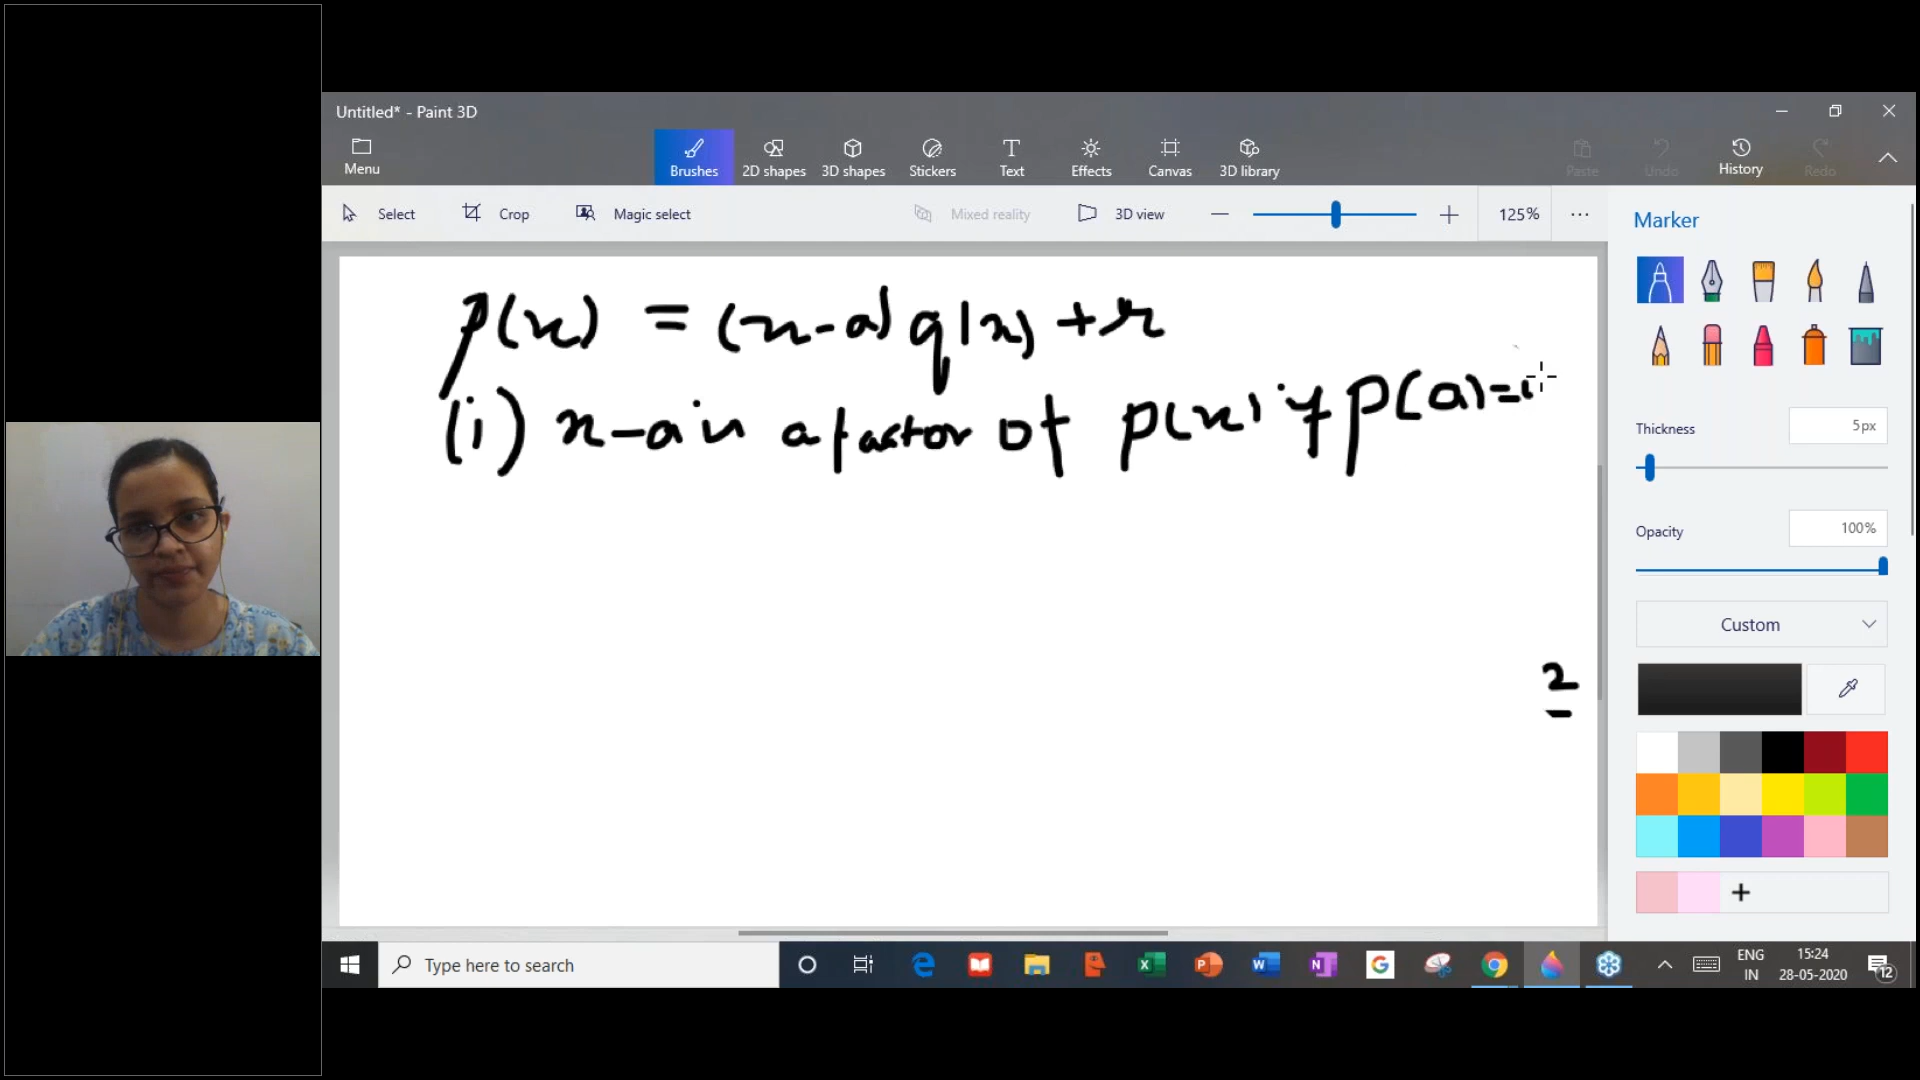 Untitled* - Paint 3D
Menu
Brushes 2D shapes 3D shapes Stickers Text Effects Canvas 3D library
Paste Undo History Redo
Select Crop Magic select Mixed reality 3D view 125%
Marker
p(x) = (x-a) q(x) + r
(i) x-a is a factor of p(x) if p(a)=
Thickness 5px
Opacity 100%
Custom
2
Type here to search
ENG
IN
15:24
28-05-2020
12